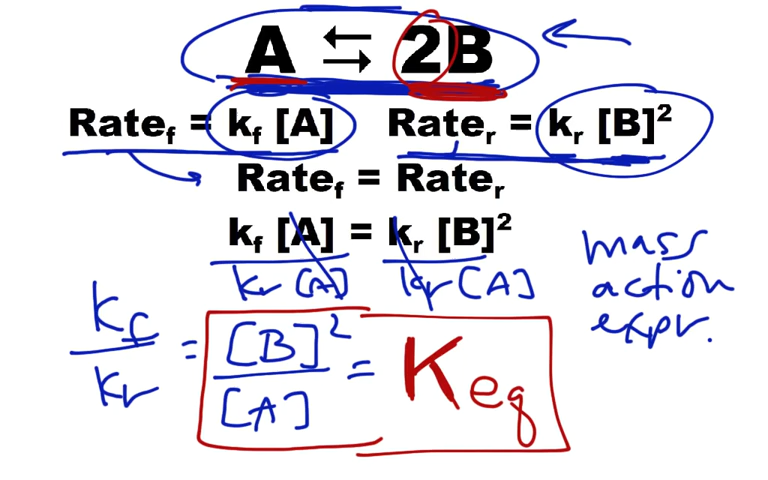 A ⇆ 2B
Rate_f = k_f [A] Rate_r = k_r [B]²
Rate_f = Rate_r
k_f [A] = k_r [B]²
kr [A] kr [A]
mass
action
expr.
kf/kr = [B]²/[A] = Keq